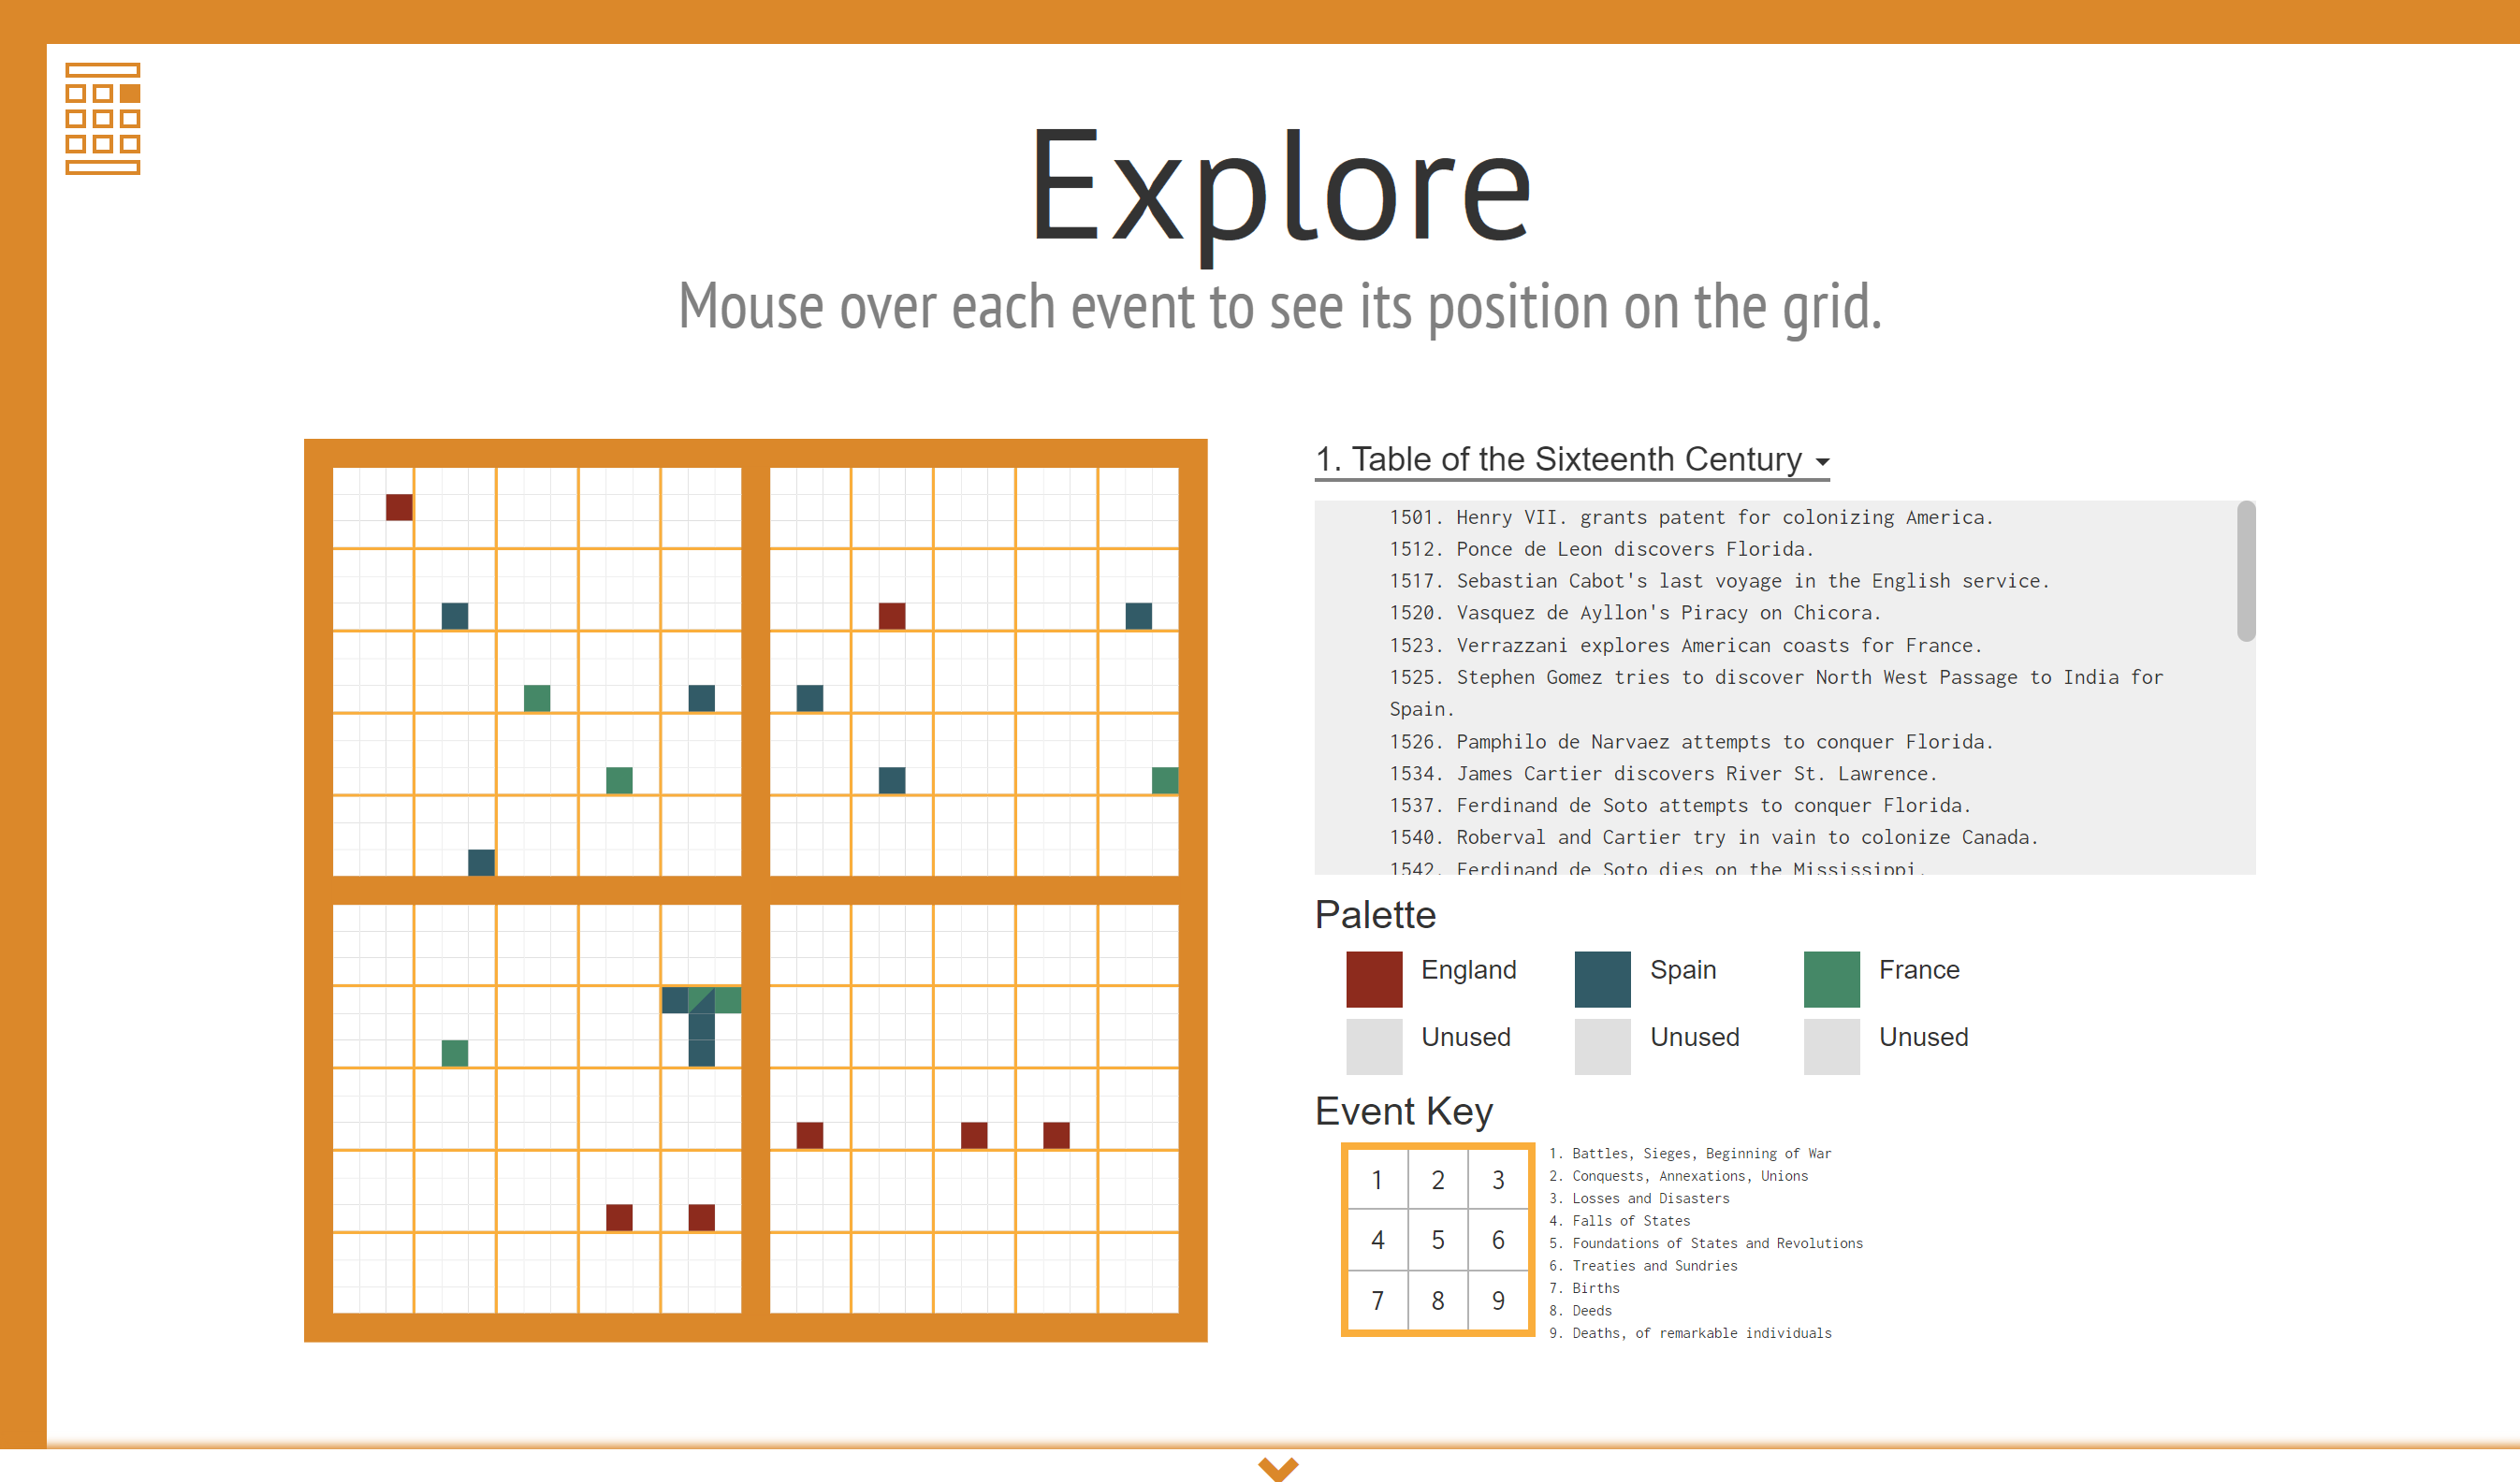 Explore
Mouse over each event to see its position on the grid.
1. Table of the Sixteenth Century
1501. Henry VII. grants patent for colonizing America.
1512. Ponce de Leon discovers Florida.
1517. Sebastian Cabot's last voyage in the English service.
1520. Vasquez de Ayllon's Piracy on Chicora.
1523. Verrazzani explores American coasts for France.
1525. Stephen Gomez tries to discover North West Passage to India for
Spain.
1526. Pamphilo de Narvaez attempts to conquer Florida.
1534. James Cartier discovers River St. Lawrence.
1537. Ferdinand de Soto attempts to conquer Florida.
1540. Roberval and Cartier try in vain to colonize Canada.
1542. Ferdinand de Soto dies on the Mississippi.
Palette
England Spain France
Unused Unused Unused
Event Key
1 2 3
4 5 6
7 8 9
1. Battles, Sieges, Beginning of War
2. Conquests, Annexations, Unions
3. Losses and Disasters
4. Falls of States
5. Foundations of States and Revolutions
6. Treaties and Sundries
7. Births
8. Deeds
9. Deaths, of remarkable individuals